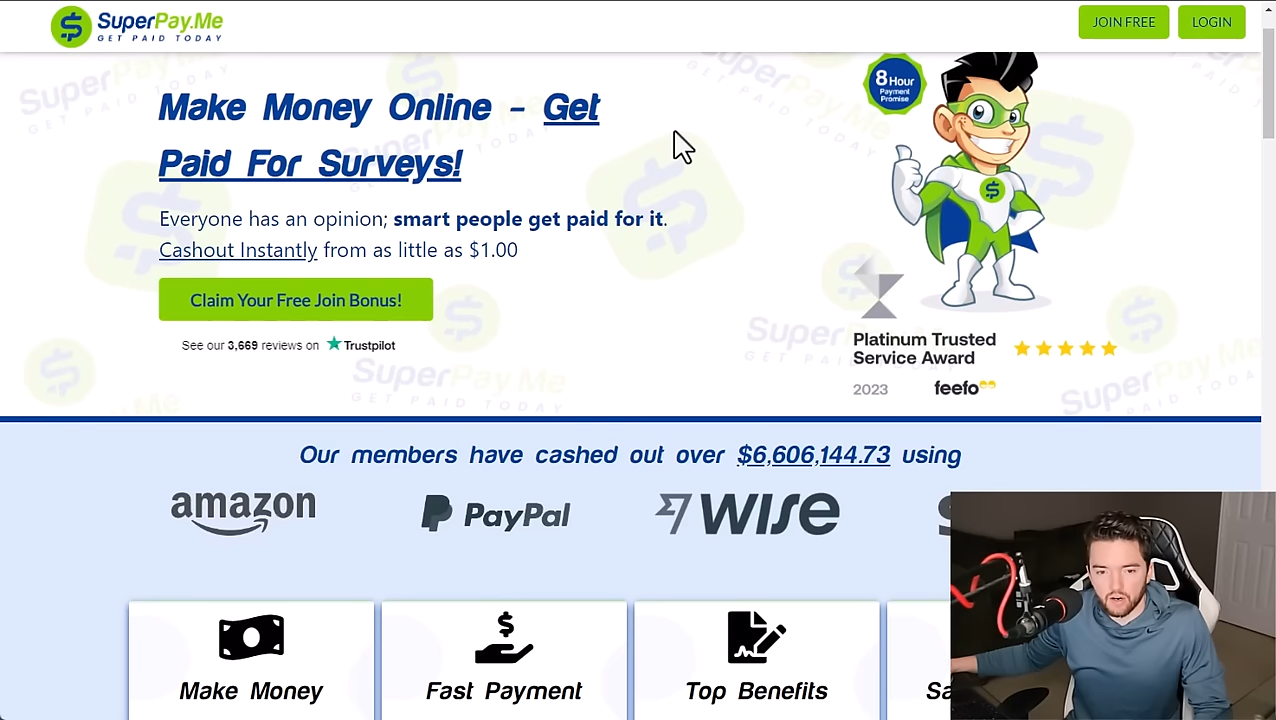 SuperPay.Me
GET PAID TODAY
JOIN FREE
LOGIN
8 Hour
Payment
Promise
Make Money Online - Get
Paid For Surveys!
Everyone has an opinion; smart people get paid for it.
Cashout Instantly from as little as $1.00
Claim Your Free Join Bonus!
See our 3,669 reviews on Trustpilot
Platinum Trusted
Service Award
2023 feefo
Our members have cashed out over $6,606,144.73 using
amazon
PayPal
WISE
Make Money
Fast Payment
Top Benefits